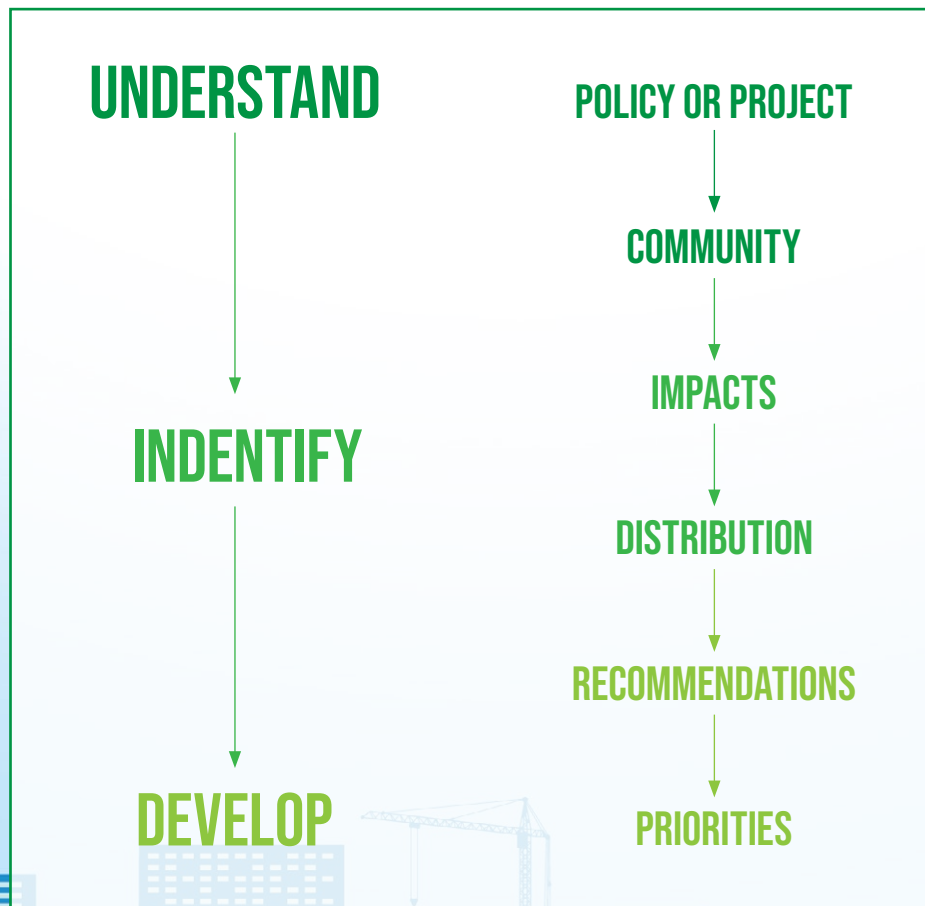 UNDERSTAND
INDENTIFY
DEVELOP
POLICY OR PROJECT
COMMUNITY
IMPACTS
DISTRIBUTION
RECOMMENDATIONS
PRIORITIES